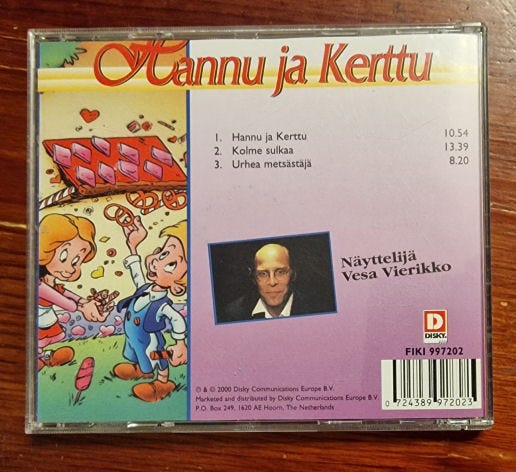 Hannu ja Kerttu
1. Hannu ja Kerttu 10.54
2. Kolme sulkaa 13.39
3. Urhea metsästäjä 8.20
Näyttelijä
Vesa Vierikko
D
DISKY.
FIKI 997202
℗ & © 2000 Disky Communications Europe B.V.
Marketed and distributed by Disky Communications Europe B.V.
P.O. Box 249, 1620 AE Hoorn, The Netherlands
0 724389 972023